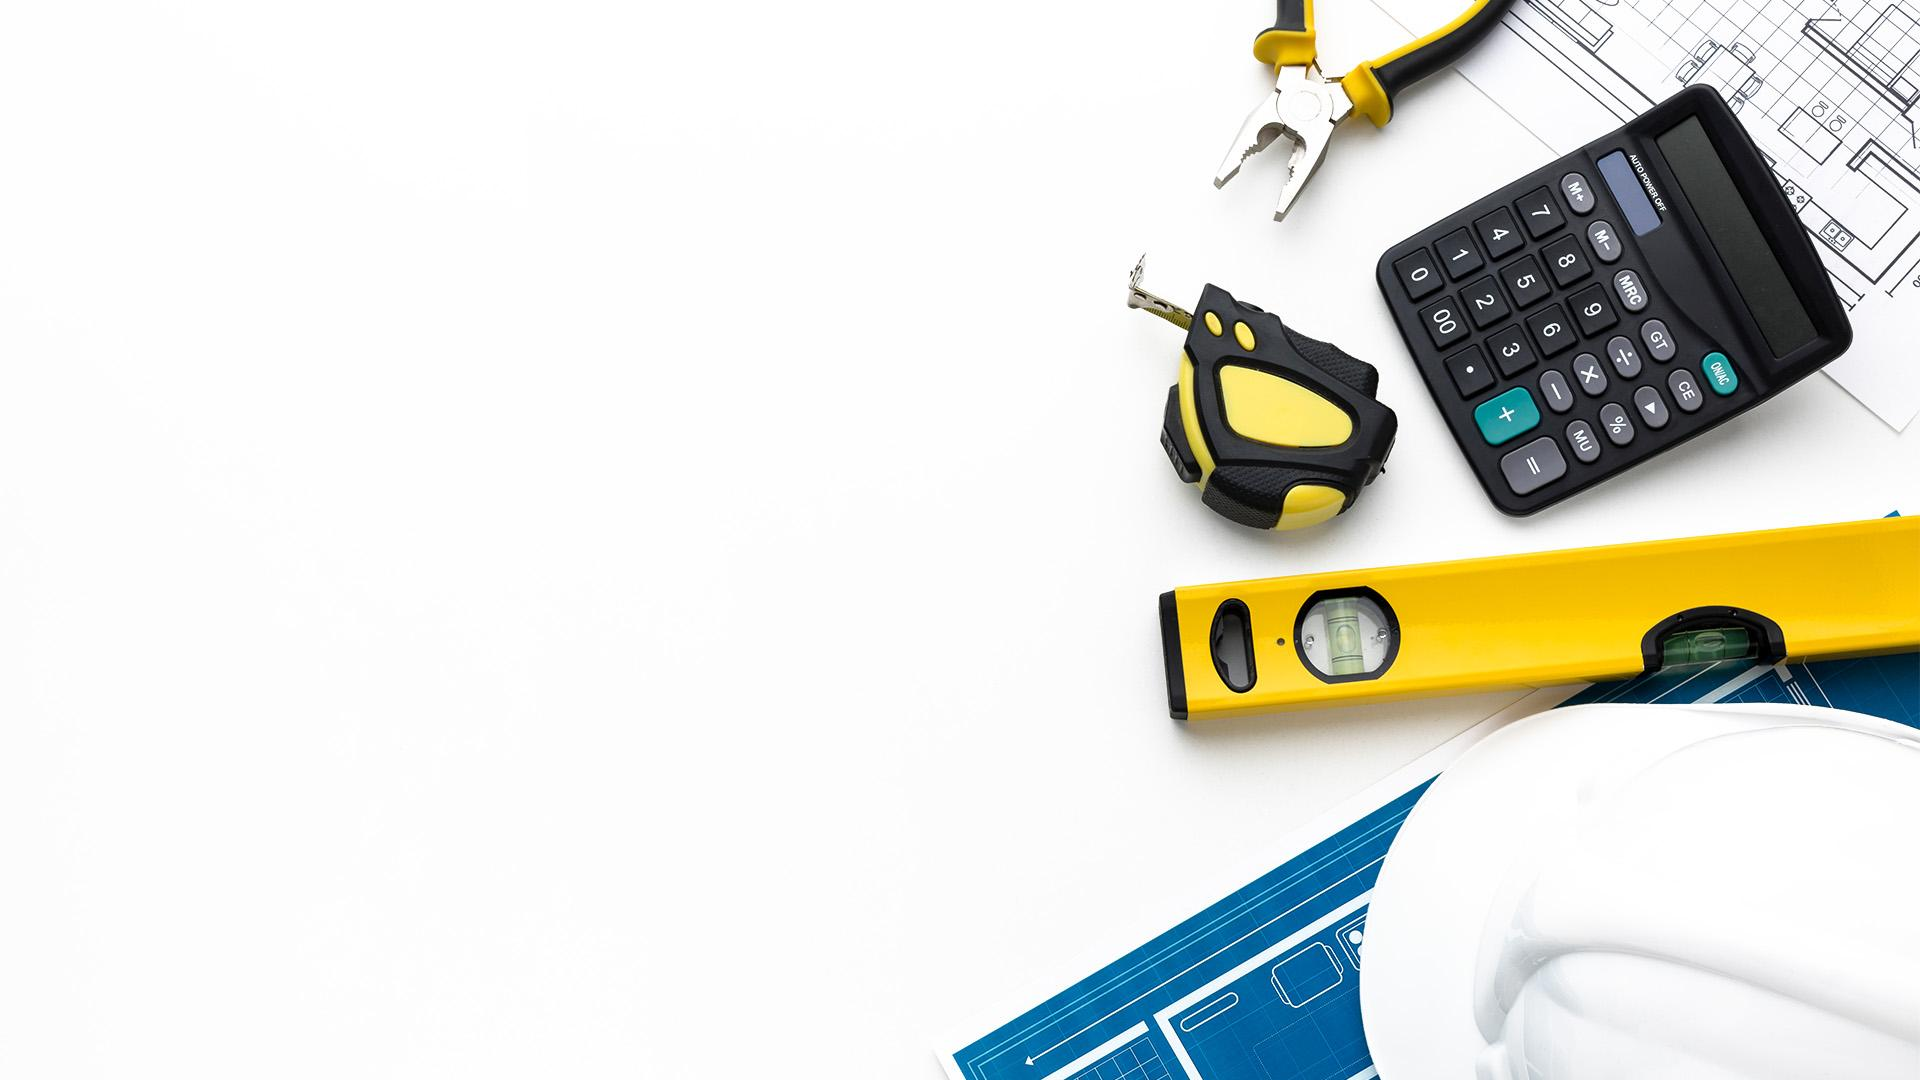 AUTO POWER OFF
ON/AC
M+ M− MRC GT CE
7 8 9 ÷ ▶
4 5 6 × %
1 2 3 − MU
0 00 . + =